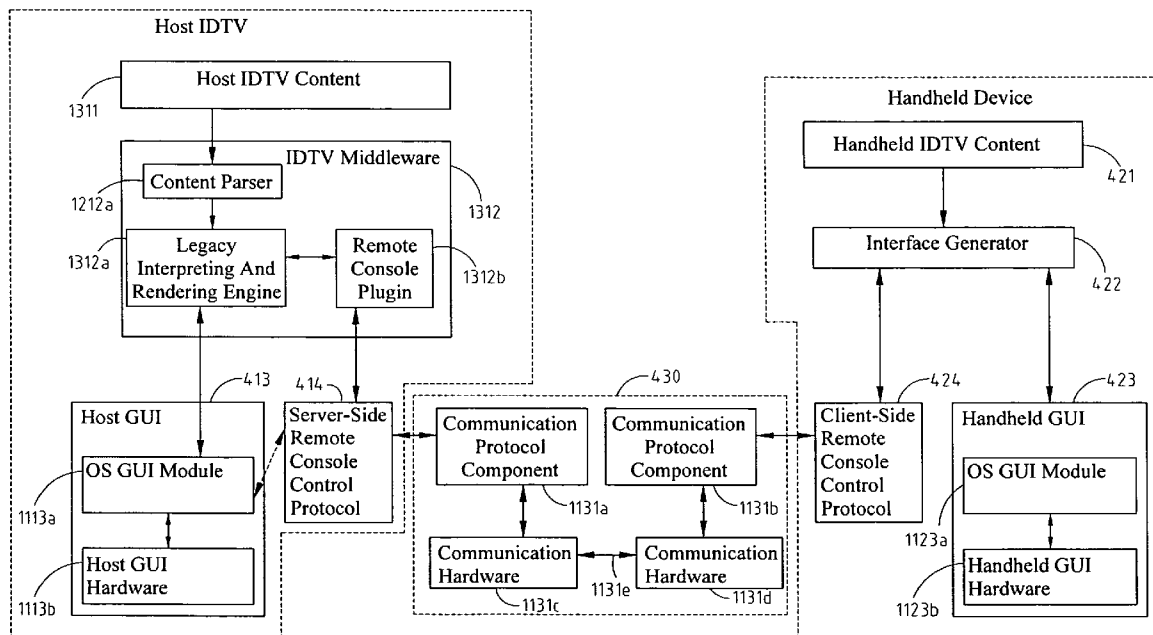 Host IDTV
Host IDTV Content
1311
IDTV Middleware
Content Parser
1212a
1312
Legacy
Interpreting And
Rendering Engine
1312a
Remote
Console
Plugin
1312b
Handheld Device
Handheld IDTV Content
421
Interface Generator
422
413
Host GUI
OS GUI Module
1113a
Host GUI
Hardware
1113b
414
Server-Side
Remote
Console
Control
Protocol
430
Communication
Protocol
Component
1131a
Communication
Protocol
Component
1131b
Communication
Hardware
1131c
1131e
Communication
Hardware
1131d
424
Client-Side
Remote
Console
Control
Protocol
423
Handheld GUI
OS GUI Module
1123a
Handheld GUI
Hardware
1123b